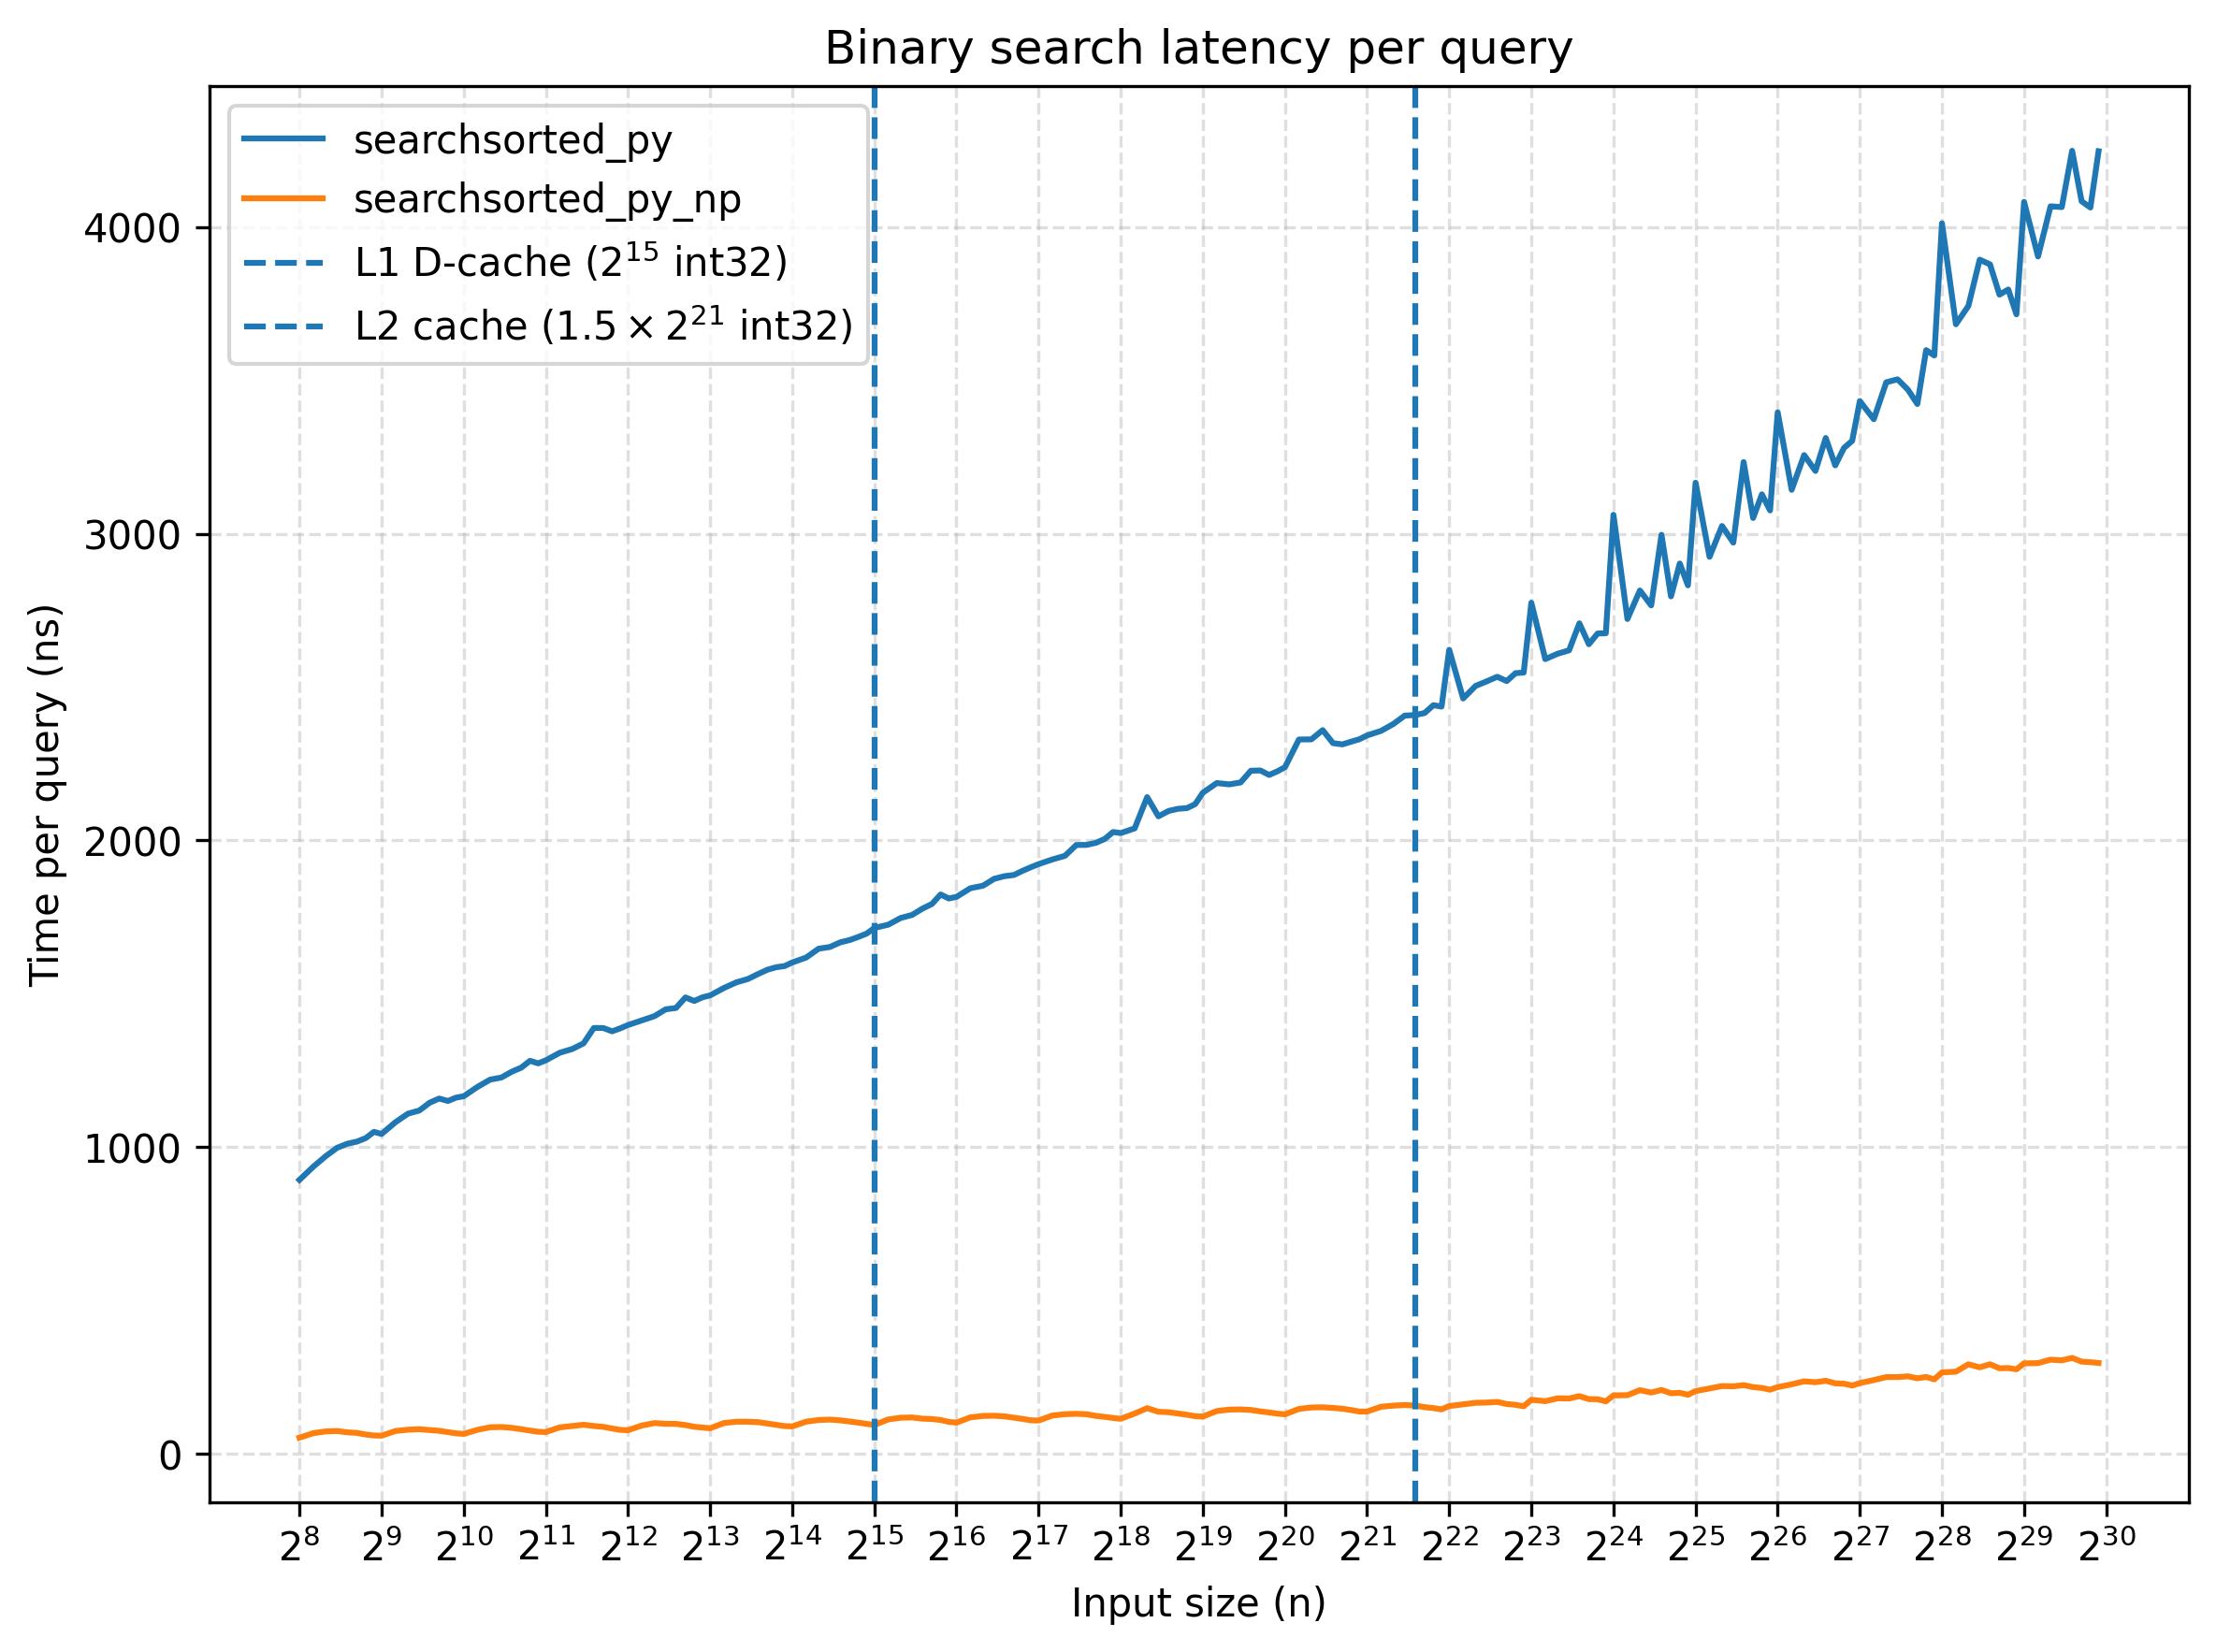 Binary search latency per query
searchsorted_py
searchsorted_py_np
L1 D-cache (2¹⁵ int32)
L2 cache (1.5 × 2²¹ int32)
4000
3000
2000
1000
0
Time per query (ns)
2⁸ 2⁹ 2¹⁰ 2¹¹ 2¹² 2¹³ 2¹⁴ 2¹⁵ 2¹⁶ 2¹⁷ 2¹⁸ 2¹⁹ 2²⁰ 2²¹ 2²² 2²³ 2²⁴ 2²⁵ 2²⁶ 2²⁷ 2²⁸ 2²⁹ 2³⁰
Input size (n)